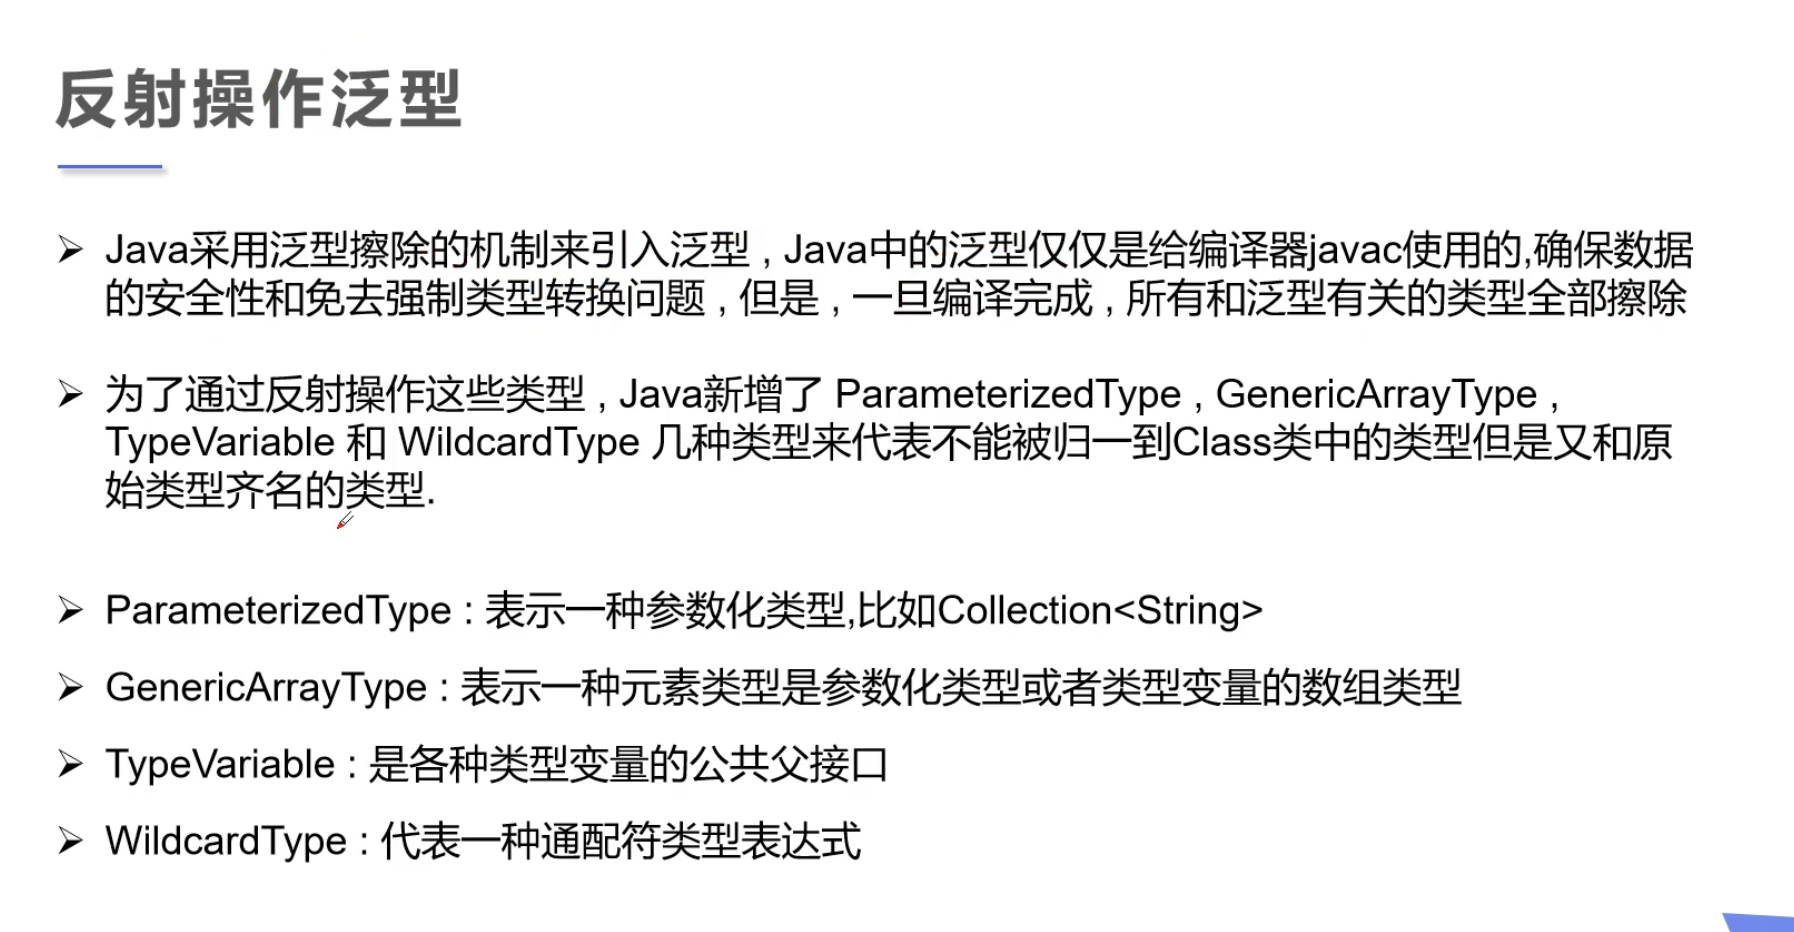 反射操作泛型
Java采用泛型擦除的机制来引入泛型 , Java中的泛型仅仅是给编译器javac使用的,确保数据
的安全性和免去强制类型转换问题 , 但是 , 一旦编译完成 , 所有和泛型有关的类型全部擦除
为了通过反射操作这些类型 , Java新增了 ParameterizedType , GenericArrayType ,
TypeVariable 和 WildcardType 几种类型来代表不能被归一到Class类中的类型但是又和原
始类型齐名的类型.
ParameterizedType : 表示一种参数化类型,比如Collection<String>
GenericArrayType : 表示一种元素类型是参数化类型或者类型变量的数组类型
TypeVariable : 是各种类型变量的公共父接口
WildcardType : 代表一种通配符类型表达式